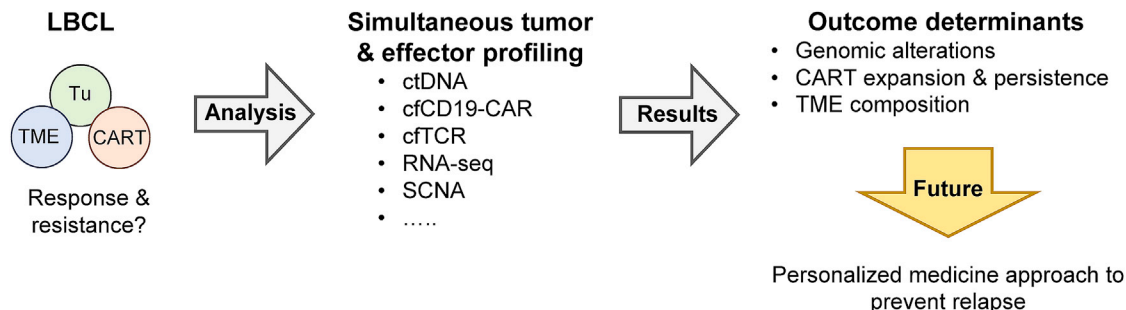 LBCL
Tu
TME
CART
Response &
resistance?
Analysis
Simultaneous tumor
& effector profiling
• ctDNA
• cfCD19-CAR
• cfTCR
• RNA-seq
• SCNA
• …..
Results
Outcome determinants
• Genomic alterations
• CART expansion & persistence
• TME composition
Future
Personalized medicine approach to
prevent relapse